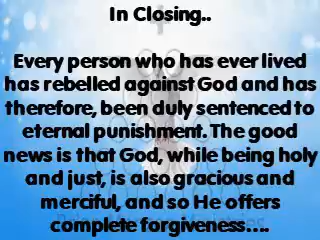 In Closing..
Every person who has ever lived
has rebelled against God and has
therefore, been duly sentenced to
eternal punishment. The good
news is that God, while being holy
and just, is also gracious and
merciful, and so He offers
complete forgiveness....